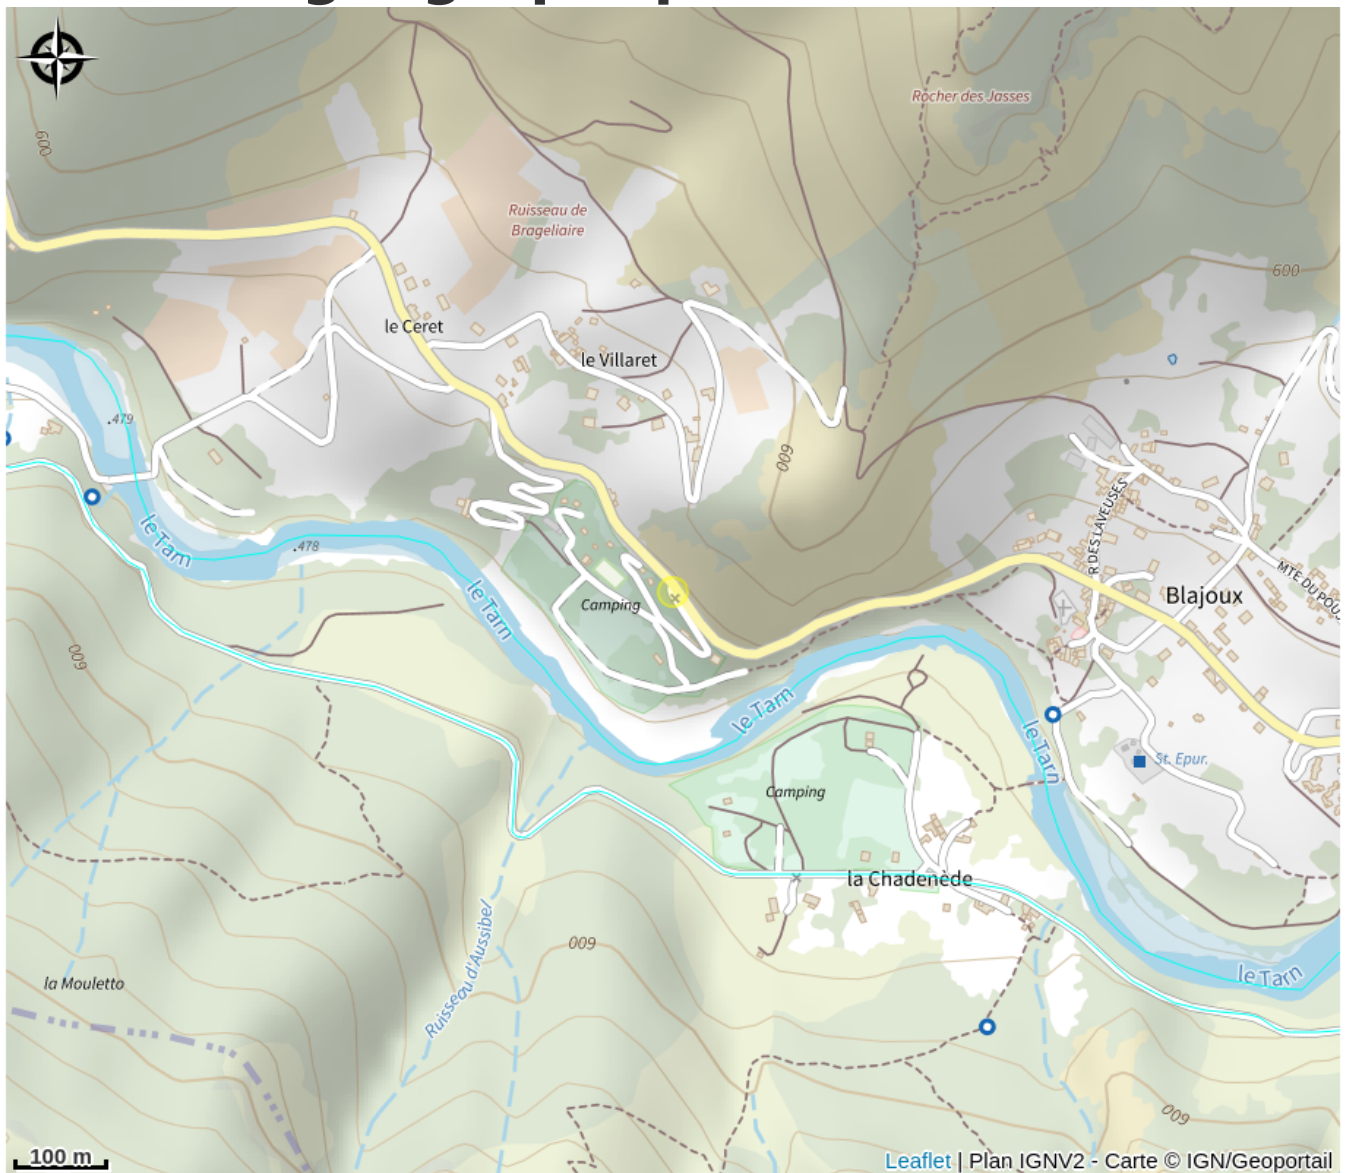 Rocher des Jasses
600
Ruisseau de
Brageliaire
600
le Ceret
le Villaret
.479
600
R DES LAVEUSES
le Tarn
.478
MTE DU POU
Blajoux
le Tarn
Camping
600
le Tarn
le Tarn
St. Epur.
Camping
la Chadenède
Ruisseau d'Aussibel
600
le Tarn
la Mouletto
600
100 m
Leaflet | Plan IGNV2 - Carte © IGN/Geoportail